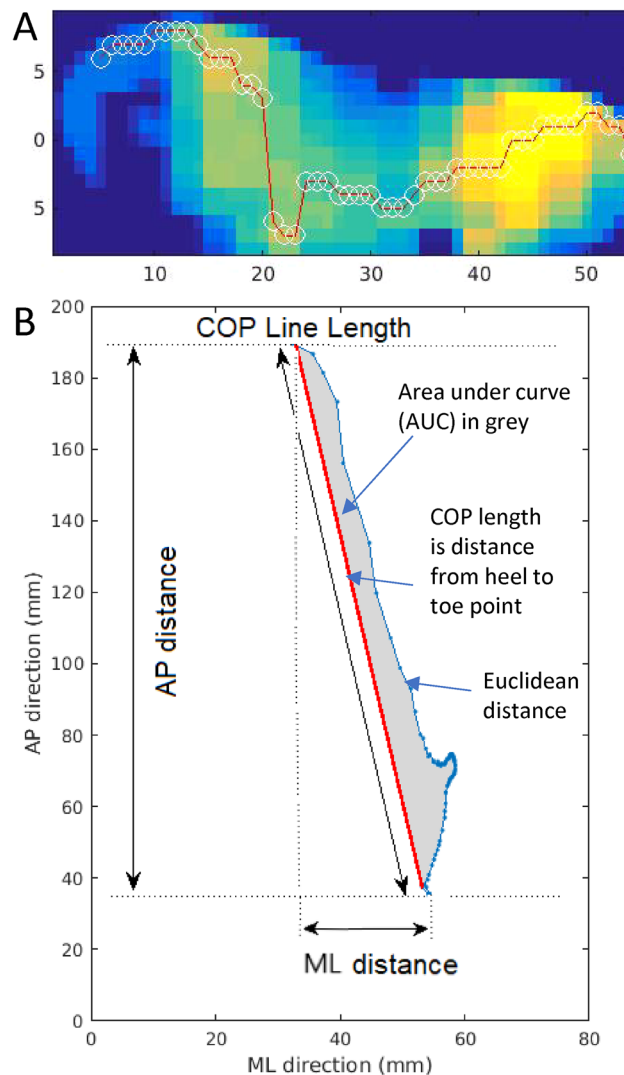 A
5
0
5
10
20
30
40
50
B
200
180
160
140
120
100
80
60
40
20
0
COP Line Length
Area under curve
(AUC) in grey
COP length
is distance
from heel to
toe point
Euclidean
distance
AP distance
ML distance
AP direction (mm)
0
20
40
60
80
ML direction (mm)